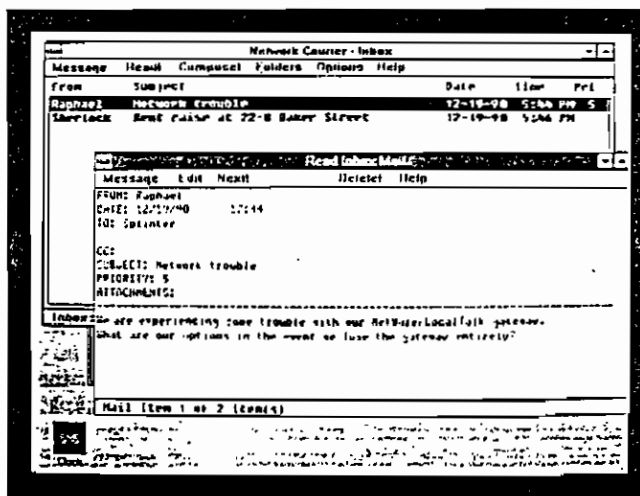 Network Courier - Inbox
Message Read! Compose! Folders Options Help
From Subject Date Time Pri
Raphael Network trouble 12-19-90 5:44 PM 5
Sherlock Rent raise at 22-B Baker Street 12-19-90 5:46 PM
Read Inbox Mail
Message Edit Next! Delete! Help
FROM: Raphael
DATE: 12/19/90 17:44
TO: Splinter
CC:
SUBJECT: Network trouble
PRIORITY: 5
ATTACHMENTS:
Inbox:
We are experiencing some trouble with our gateway.
What are our options in the event we lose the gateway entirely?
Mail Item 1 of 2 Item(s)
Clock